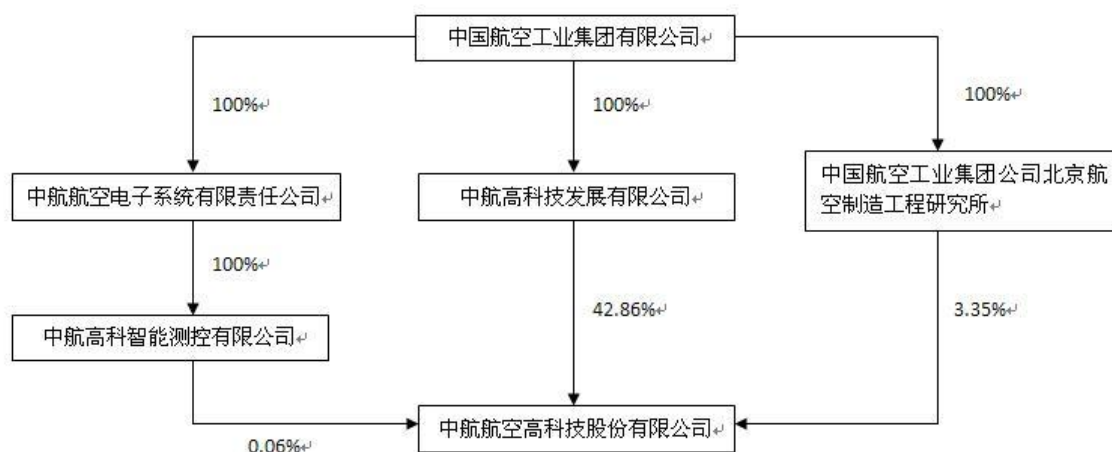 中国航空工业集团有限公司↵
100%↵
100%↵
100%↵
中航航空电子系统有限责任公司↵
中航高科技发展有限公司↵
中国航空工业集团公司北京航
空制造工程研究所↵
100%↵
42.86%↵
3.35%↵
中航高科智能测控有限公司↵
中航航空高科技股份有限公司↵
0.06%↵